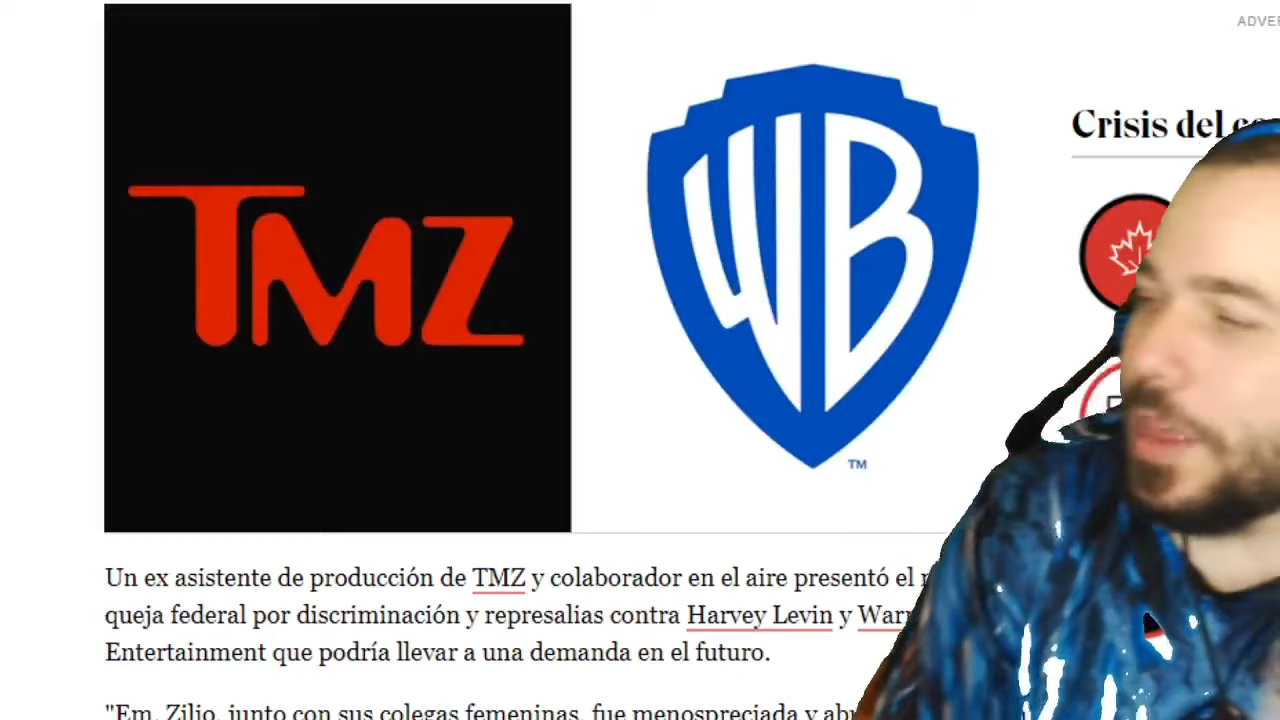 ADVER
TMZ
WB
TM
Crisis del
Un ex asistente de producción de TMZ y colaborador en el aire presentó el
queja federal por discriminación y represalias contra Harvey Levin y Warn
Entertainment que podría llevar a una demanda en el futuro.
"Em. Zilio, junto con sus colegas femeninas, fue menospreciada y